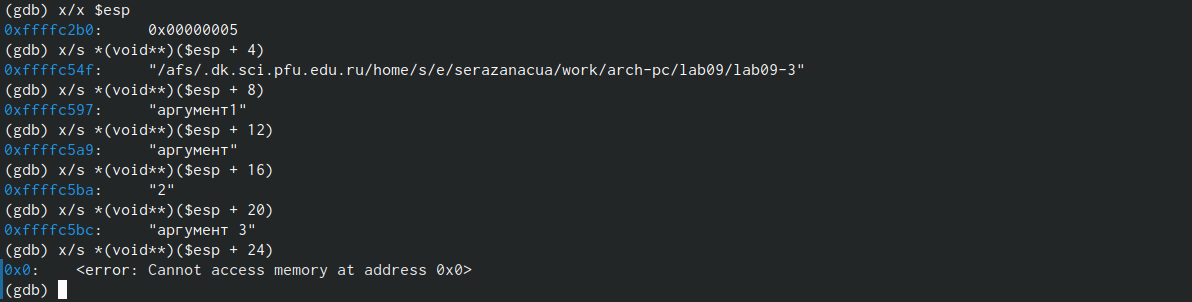 (gdb) x/x $esp
0xffffc2b0:     0x00000005
(gdb) x/s *(void**)($esp + 4)
0xffffc54f:     "/afs/.dk.sci.pfu.edu.ru/home/s/e/serazanacua/work/arch-pc/lab09/lab09-3"
(gdb) x/s *(void**)($esp + 8)
0xffffc597:     "аргумент1"
(gdb) x/s *(void**)($esp + 12)
0xffffc5a9:     "аргумент"
(gdb) x/s *(void**)($esp + 16)
0xffffc5ba:     "2"
(gdb) x/s *(void**)($esp + 20)
0xffffc5bc:     "аргумент 3"
(gdb) x/s *(void**)($esp + 24)
0x0:    <error: Cannot access memory at address 0x0>
(gdb)